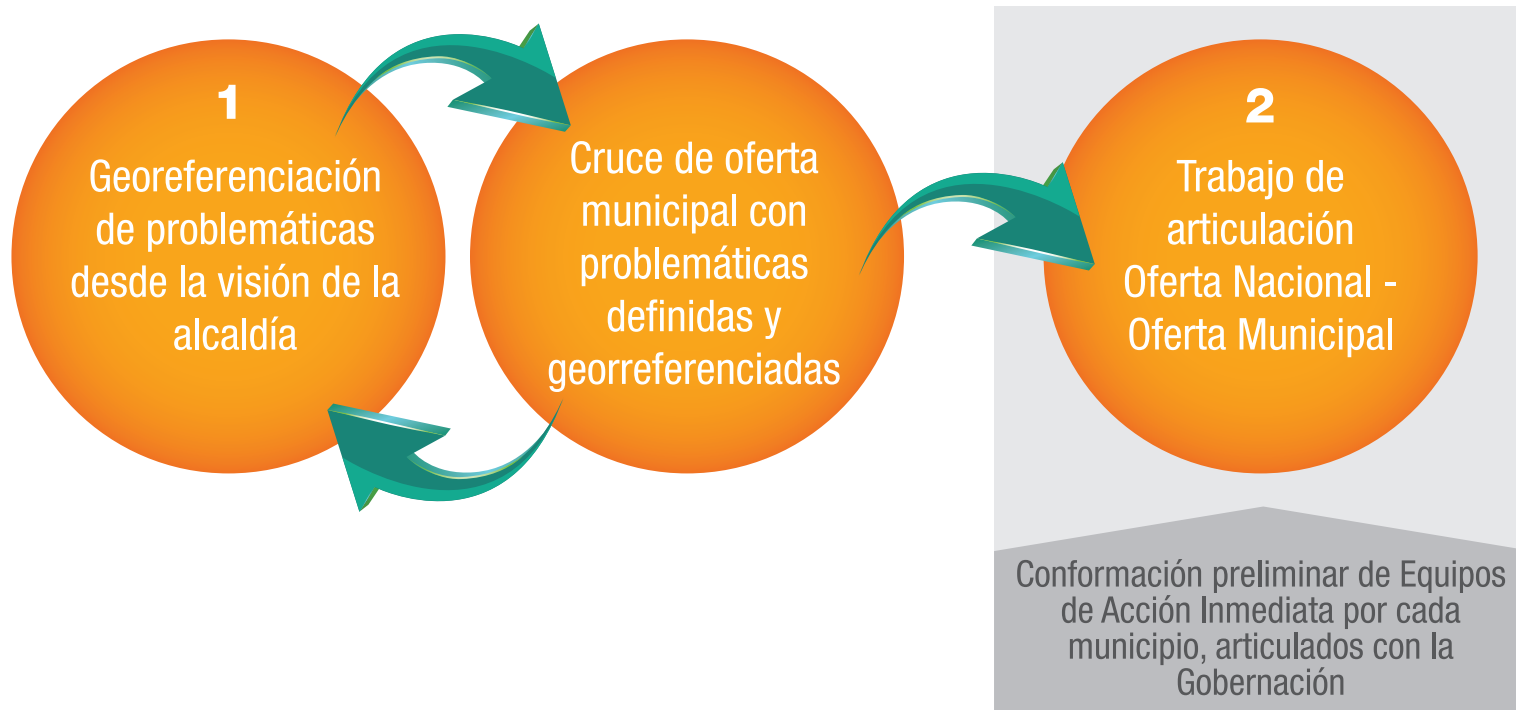 1
Georeferenciación
de problemáticas
desde la visión de la
alcaldía
Cruce de oferta
municipal con
problemáticas
definidas y
georreferenciadas
2
Trabajo de
articulación
Oferta Nacional -
Oferta Municipal
Conformación preliminar de Equipos
de Acción Inmediata por cada
municipio, articulados con la
Gobernación